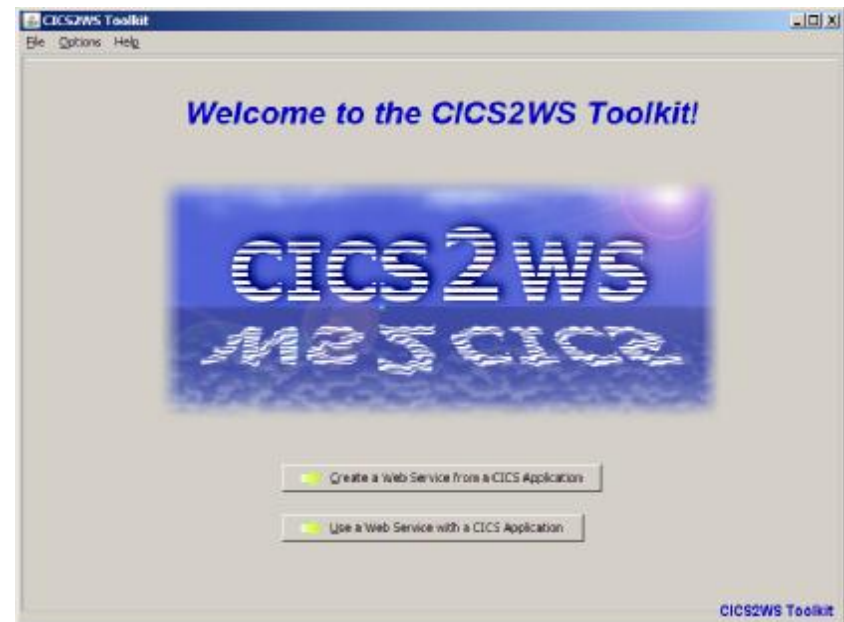 CICS2WS Toolkit
File Options Help
Welcome to the CICS2WS Toolkit!
CICS2WS
WS2CICS
Create a Web Service from a CICS Application
Use a Web Service with a CICS Application
CICS2WS Toolkit